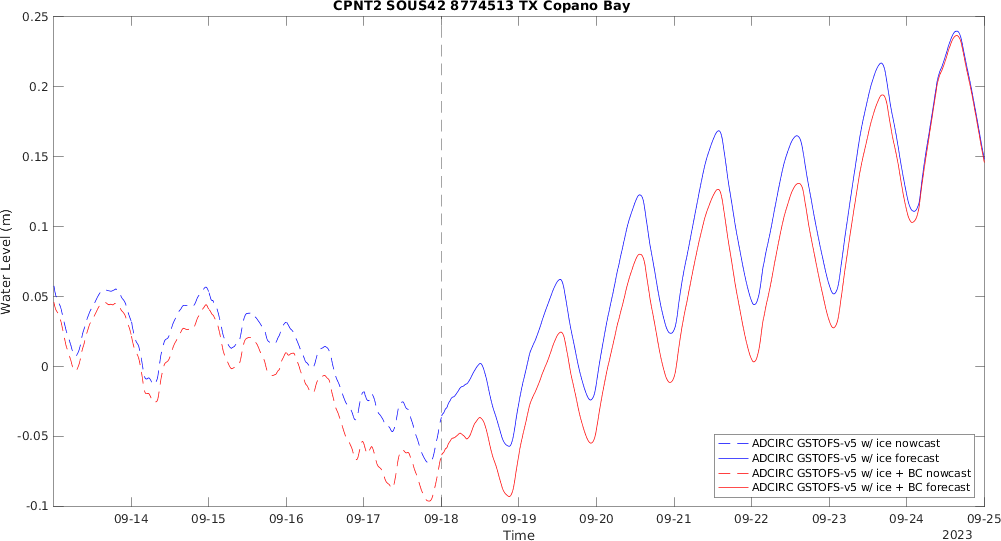 CPNT2 SOUS42 8774513 TX Copano Bay
Water Level (m)
0.25
0.2
0.15
0.1
0.05
0
-0.05
-0.1
ADCIRC GSTOFS-v5 w/ ice nowcast
ADCIRC GSTOFS-v5 w/ ice forecast
ADCIRC GSTOFS-v5 w/ ice + BC nowcast
ADCIRC GSTOFS-v5 w/ ice + BC forecast
09-14 09-15 09-16 09-17 09-18 09-19 09-20 09-21 09-22 09-23 09-24 09-25
Time
2023